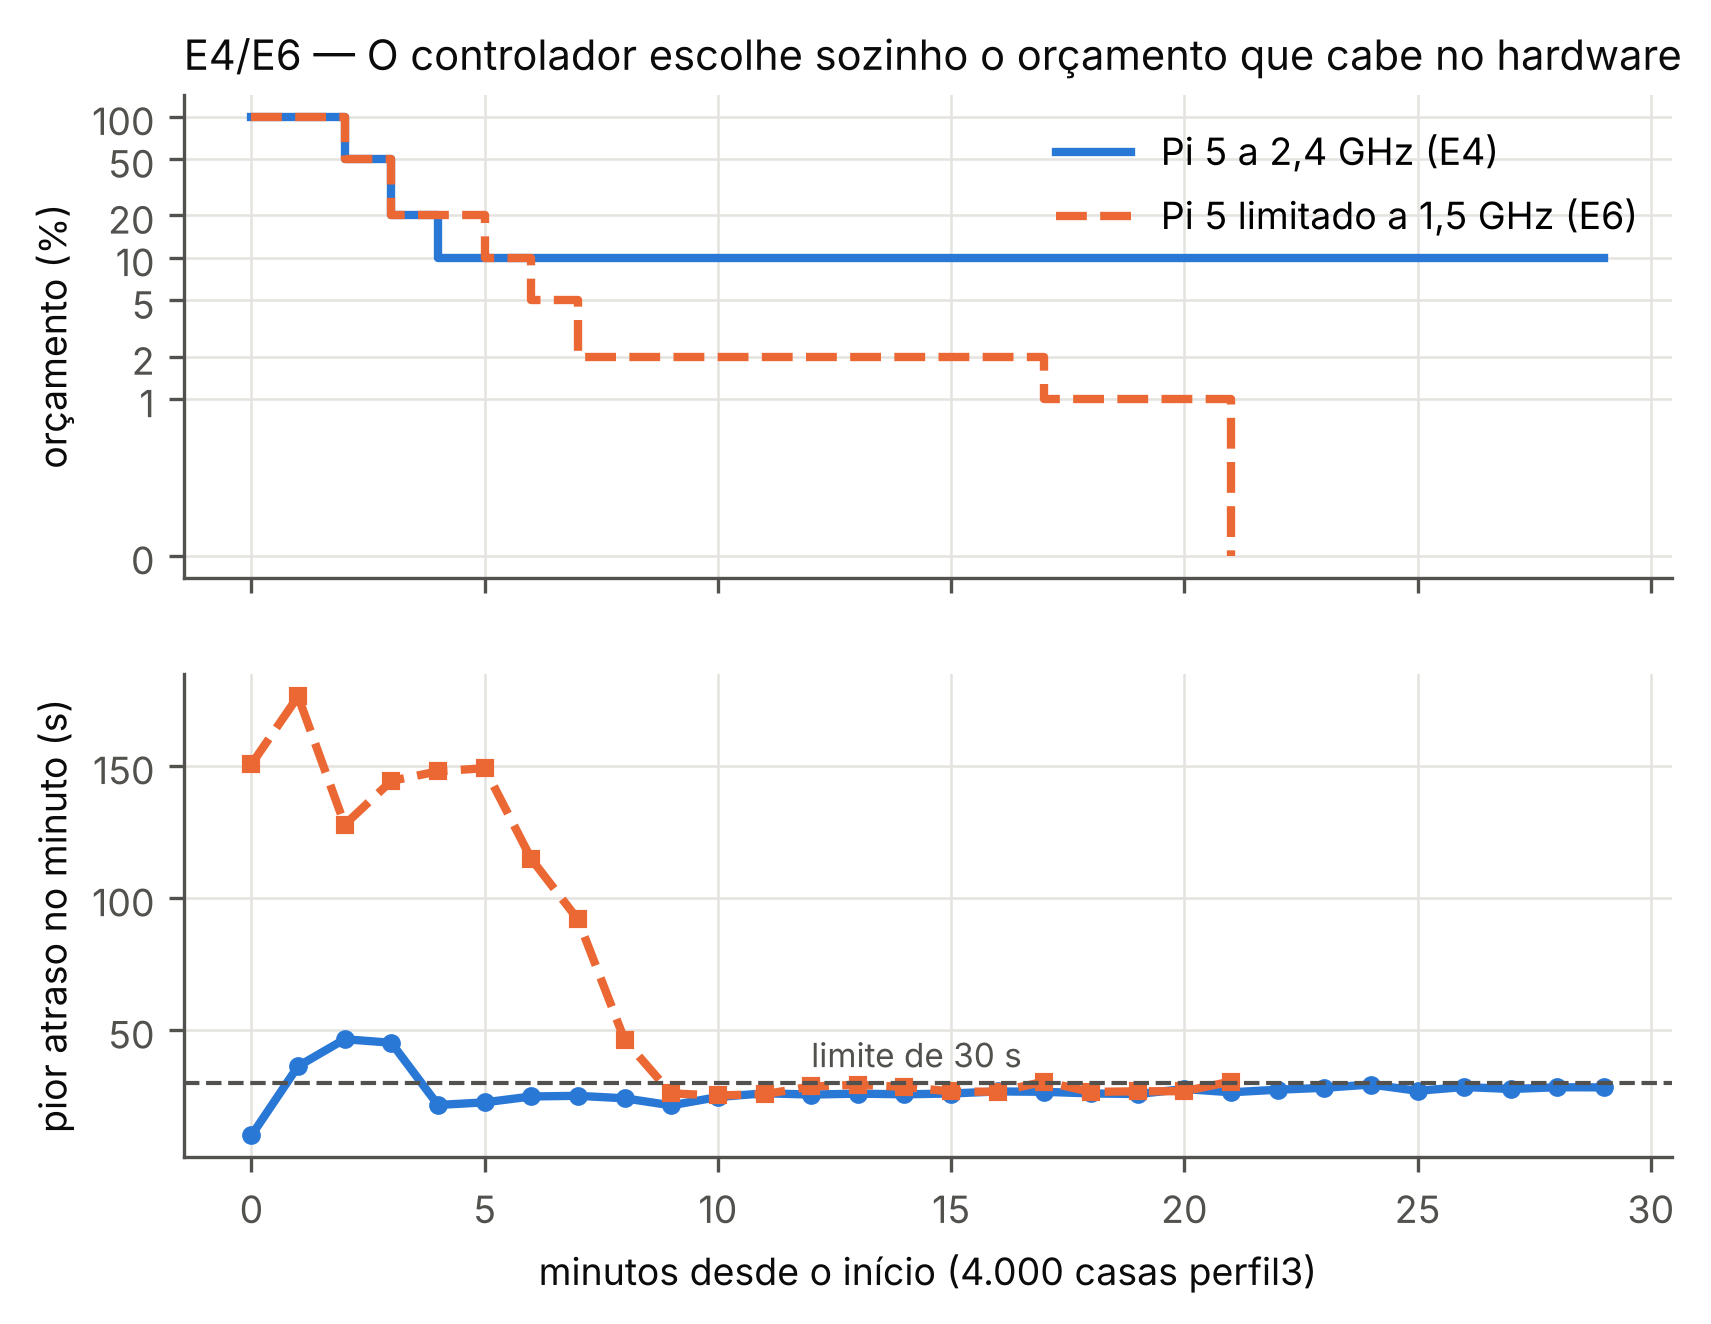 E4/E6 — O controlador escolhe sozinho o orçamento que cabe no hardware
orçamento (%)
100
50
20
10
5
2
1
0
Pi 5 a 2,4 GHz (E4)
Pi 5 limitado a 1,5 GHz (E6)
pior atraso no minuto (s)
150
100
50
limite de 30 s
0 5 10 15 20 25 30
minutos desde o início (4.000 casas perfil3)